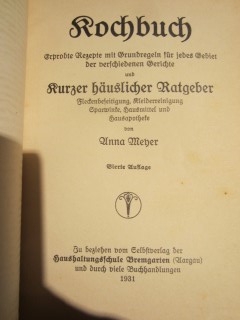 Kochbuch
Erprobte Rezepte mit Grundregeln für jedes Gebiet
der verschiedenen Gerichte
und
Kurzer häuslicher Ratgeber
Fleckenbeseitigung, Kleiderreinigung
Sparwinke, Hausmittel und
Hausapotheke
von
Anna Meyer
Vierte Auflage
Zu beziehen vom Selbstverlag der
Haushaltungsschule Bremgarten (Aargau)
und durch viele Buchhandlungen
1931